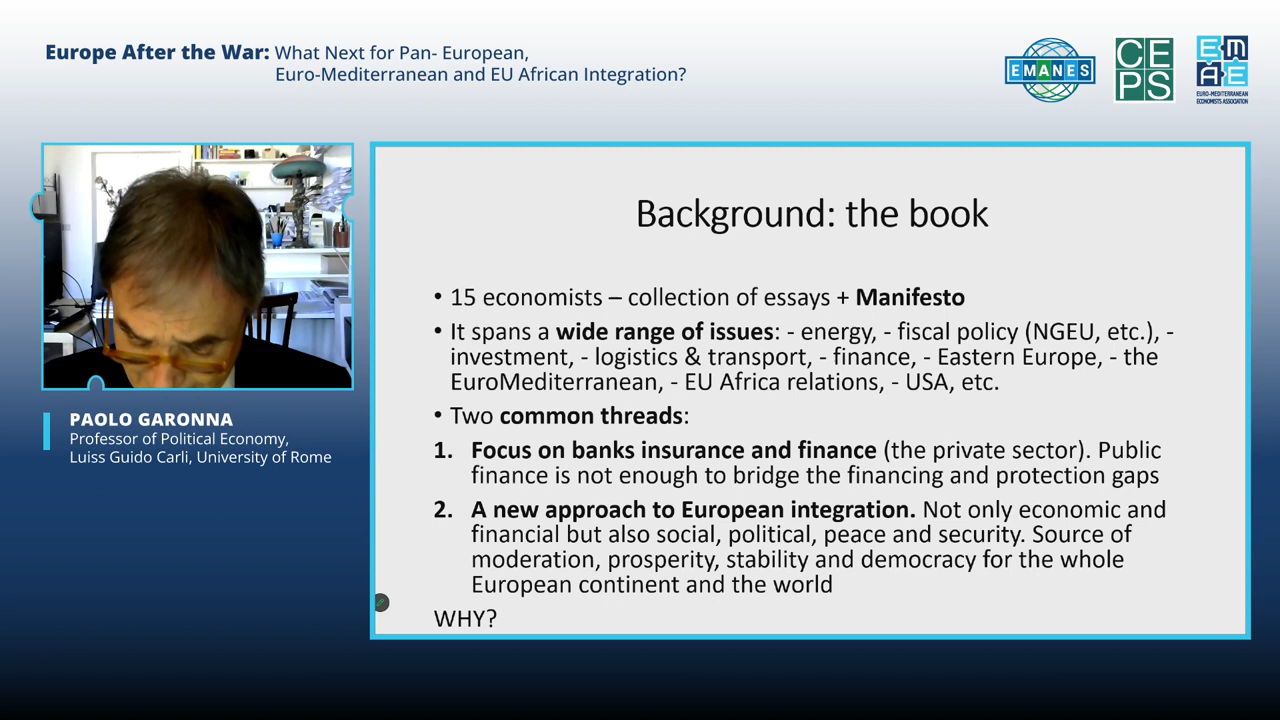 Europe After the War: What Next for Pan- European,
Euro-Mediterranean and EU African Integration?
EMANES
CE
PS
EM
AE
EURO-MEDITERRANEAN
ECONOMISTS ASSOCIATION
PAOLO GARONNA
Professor of Political Economy,
Luiss Guido Carli, University of Rome
Background: the book
• 15 economists – collection of essays + Manifesto
• It spans a wide range of issues: - energy, - fiscal policy (NGEU, etc.), -
investment, - logistics & transport, - finance, - Eastern Europe, - the
EuroMediterranean, - EU Africa relations, - USA, etc.
• Two common threads:
1. Focus on banks insurance and finance (the private sector). Public
finance is not enough to bridge the financing and protection gaps
2. A new approach to European integration. Not only economic and
financial but also social, political, peace and security. Source of
moderation, prosperity, stability and democracy for the whole
European continent and the world
WHY?